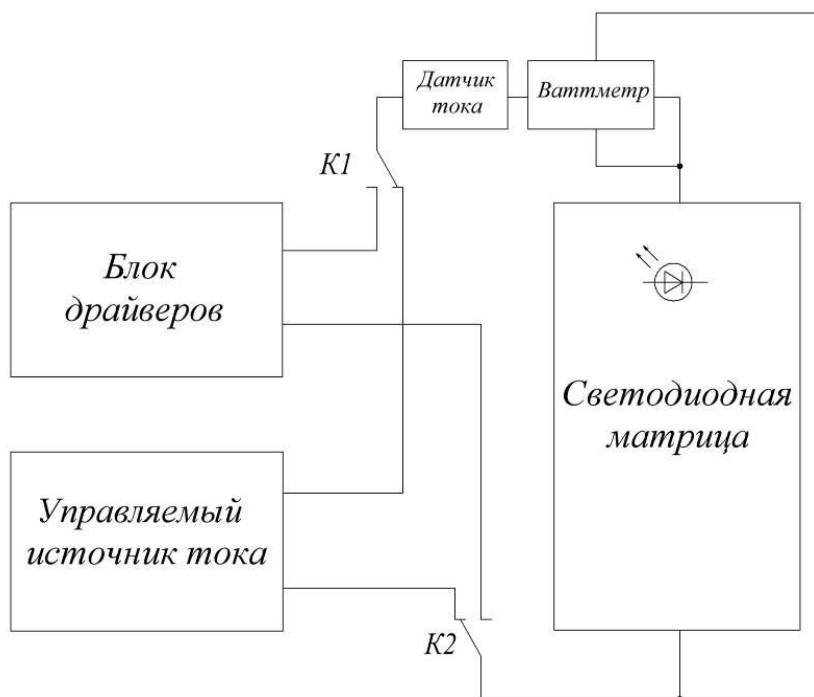 Датчик
тока
Ваттметр
К1
Блок
драйверов
Светодиодная
матрица
Управляемый
источник тока
К2